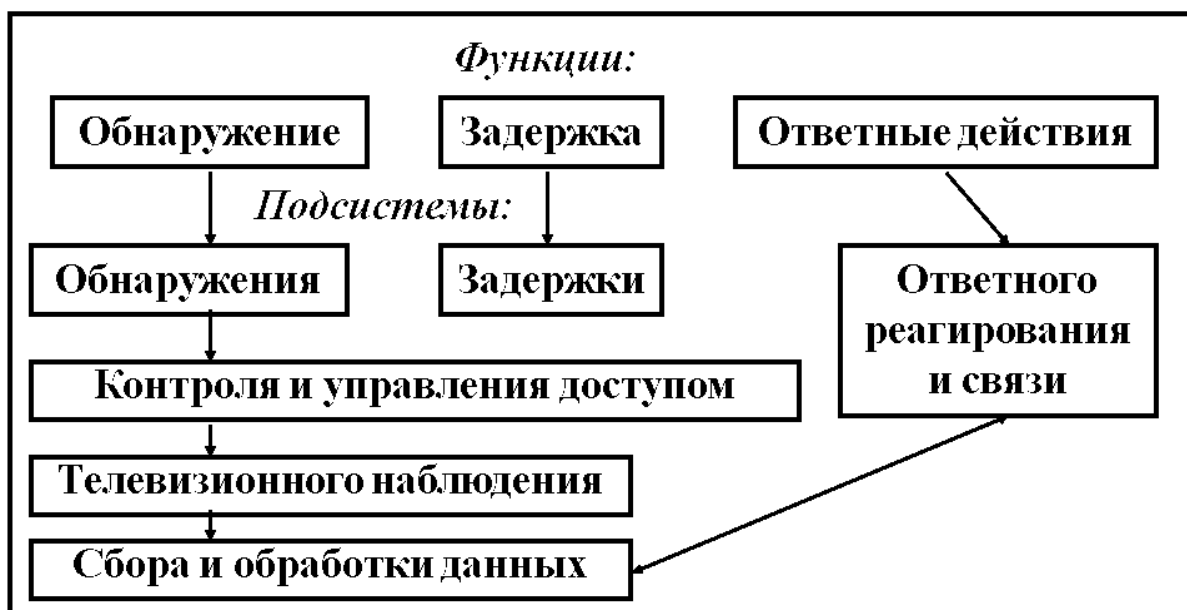 Функции:
Обнаружение
Задержка
Ответные действия
Подсистемы:
Обнаружения
Задержки
Ответного
реагирования
и связи
Контроля и управления доступом
Телевизионного наблюдения
Сбора и обработки данных